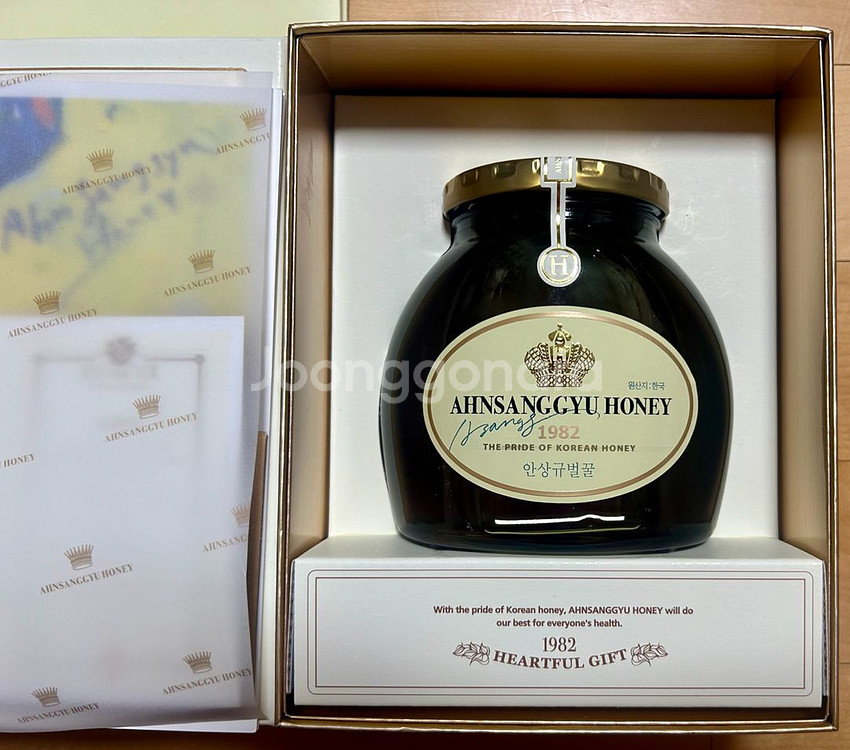 AHNSANGGYU HONEY
AHNSANGGYU HONEY
AHNSANGGYU HONEY
AHNSANGGYU HONEY
AHNSANGGYU HONEY
AHNSANGGYU HONEY
AHNSANGGYU HONEY
AHNSANGGYU HONEY
H
원산지:한국
AHNSANGGYU HONEY
1982
THE PRIDE OF KOREAN HONEY
안상규벌꿀
With the pride of Korean honey, AHNSANGGYU HONEY will do
our best for everyone's health.
1982
HEARTFUL GIFT